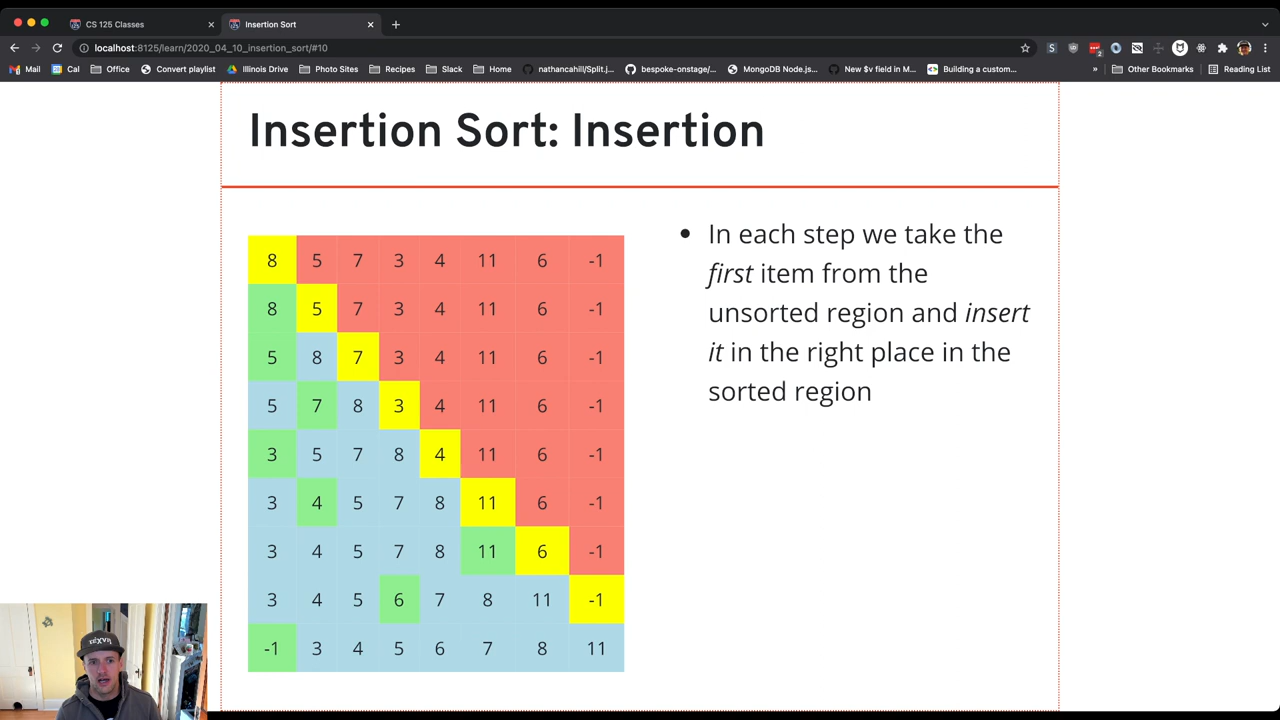 CS 125 Classes
Insertion Sort
localhost:8125/learn/2020_04_10_insertion_sort/#10
Mail Cal Office Convert playlist Illinois Drive Photo Sites Recipes Slack Home nathancahill/Split.j... bespoke-onstage/... MongoDB Node.js... New $v field in M... Building a custom... » Other Bookmarks Reading List
Insertion Sort: Insertion
8 5 7 3 4 11 6 -1
8 5 7 3 4 11 6 -1
5 8 7 3 4 11 6 -1
5 7 8 3 4 11 6 -1
3 5 7 8 4 11 6 -1
3 4 5 7 8 11 6 -1
3 4 5 7 8 11 6 -1
3 4 5 6 7 8 11 -1
-1 3 4 5 6 7 8 11
• In each step we take the
first item from the
unsorted region and insert
it in the right place in the
sorted region